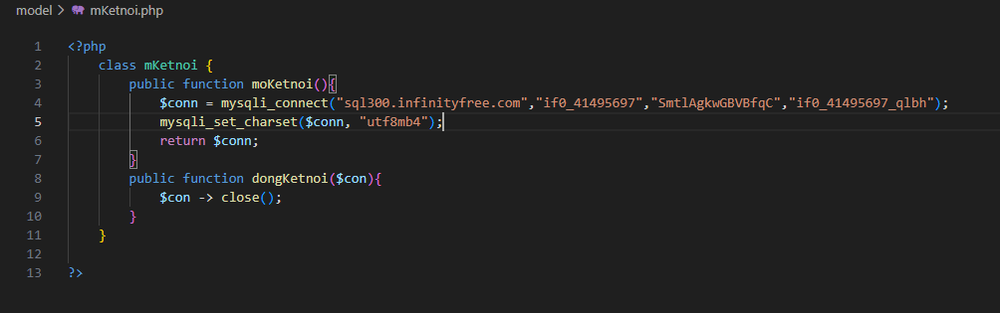 model > mKetnoi.php
1 <?php
2 class mKetnoi {
3 public function moKetnoi(){
4 $conn = mysqli_connect("sql300.infinityfree.com","if0_41495697","SmtlAgkwGBVBfqC","if0_41495697_qlbh");
5 mysqli_set_charset($conn, "utf8mb4");
6 return $conn;
7 }
8 public function dongKetnoi($con){
9 $con -> close();
10 }
11 }
12
13 ?>